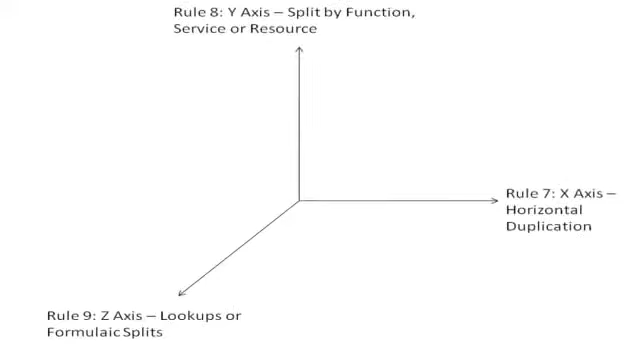 Rule 8: Y Axis – Split by Function,
Service or Resource
Rule 7: X Axis –
Horizontal
Duplication
Rule 9: Z Axis – Lookups or
Formulaic Splits